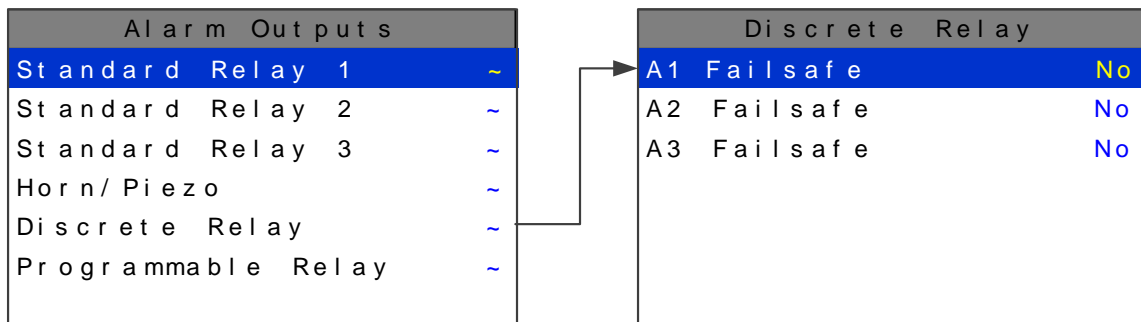 Alarm Outputs
Standard Relay 1 ~
Standard Relay 2 ~
Standard Relay 3 ~
Horn/Piezo ~
Discrete Relay ~
Programmable Relay ~
Discrete Relay
A1 Failsafe No
A2 Failsafe No
A3 Failsafe No